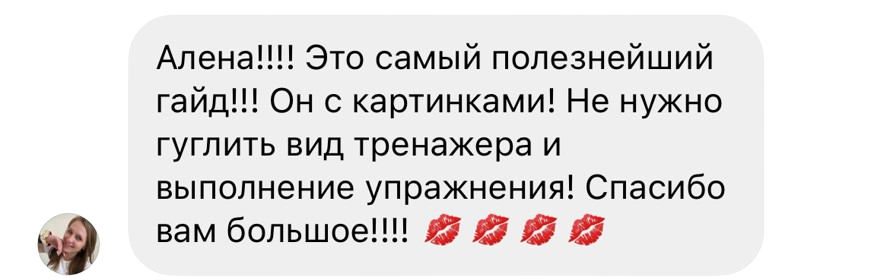 Алена!!!! Это самый полезнейший
гайд!!! Он с картинками! Не нужно
гуглить вид тренажера и
выполнение упражнения! Спасибо
вам большое!!!! 💋 💋 💋 💋